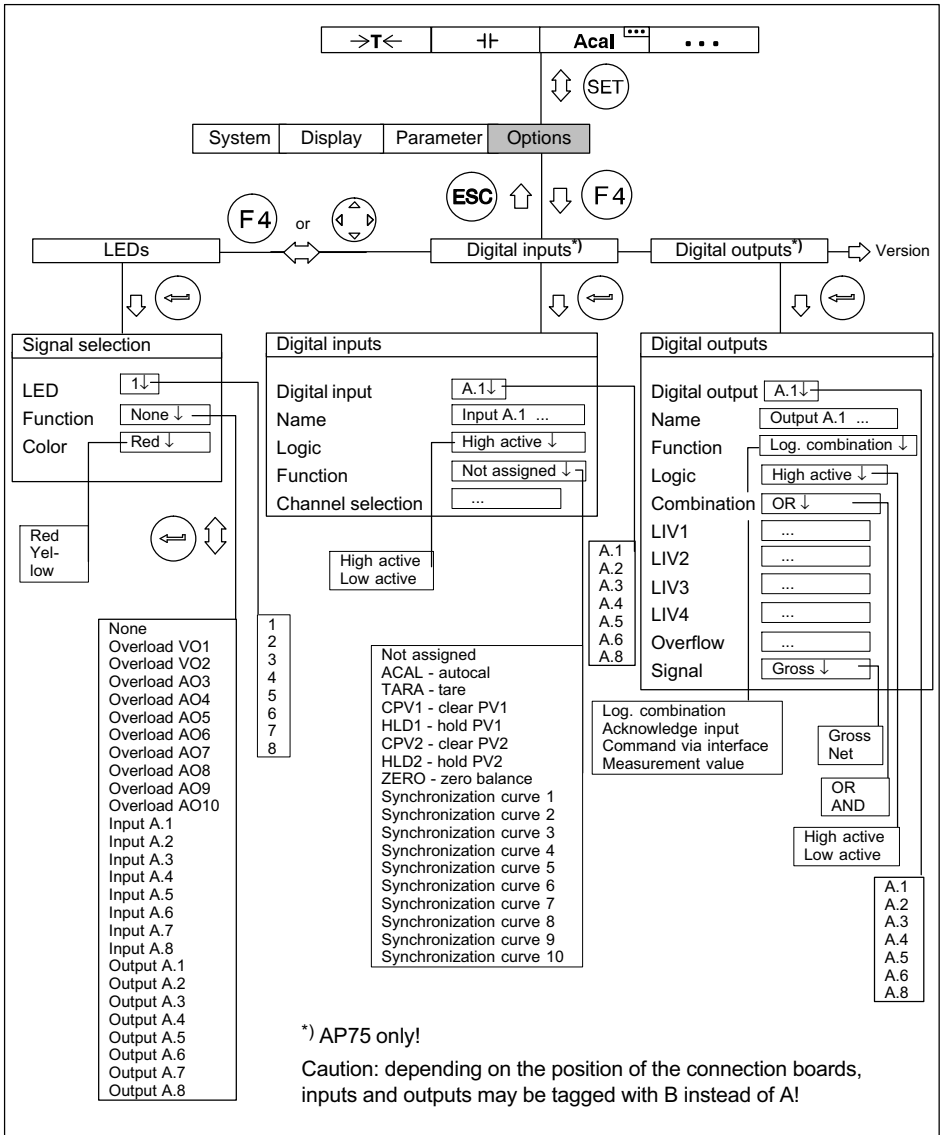 →T← ⊣⊢ Acal ... ...
SET
System Display Parameter Options
ESC F4
F4 or
LEDs Digital inputs*) Digital outputs*) Version
Signal selection
LED 1↓
Function None ↓
Color Red ↓
Red
Yel-
low
None
Overload VO1
Overload VO2
Overload AO3
Overload AO4
Overload AO5
Overload AO6
Overload AO7
Overload AO8
Overload AO9
Overload AO10
Input A.1
Input A.2
Input A.3
Input A.4
Input A.5
Input A.6
Input A.7
Input A.8
Output A.1
Output A.2
Output A.3
Output A.4
Output A.5
Output A.6
Output A.7
Output A.8
1
2
3
4
5
6
7
8
Digital inputs
Digital input A.1↓
Name Input A.1 ...
Logic High active ↓
Function Not assigned ↓
Channel selection ...
High active
Low active
Not assigned
ACAL - autocal
TARA - tare
CPV1 - clear PV1
HLD1 - hold PV1
CPV2 - clear PV2
HLD2 - hold PV2
ZERO - zero balance
Synchronization curve 1
Synchronization curve 2
Synchronization curve 3
Synchronization curve 4
Synchronization curve 5
Synchronization curve 6
Synchronization curve 7
Synchronization curve 8
Synchronization curve 9
Synchronization curve 10
A.1
A.2
A.3
A.4
A.5
A.6
A.8
Digital outputs
Digital output A.1↓
Name Output A.1 ...
Function Log. combination ↓
Logic High active ↓
Combination OR ↓
LIV1 ...
LIV2 ...
LIV3 ...
LIV4 ...
Overflow ...
Signal Gross ↓
Log. combination
Acknowledge input
Command via interface
Measurement value
Gross
Net
OR
AND
High active
Low active
A.1
A.2
A.3
A.4
A.5
A.6
A.8
*) AP75 only!
Caution: depending on the position of the connection boards,
inputs and outputs may be tagged with B instead of A!